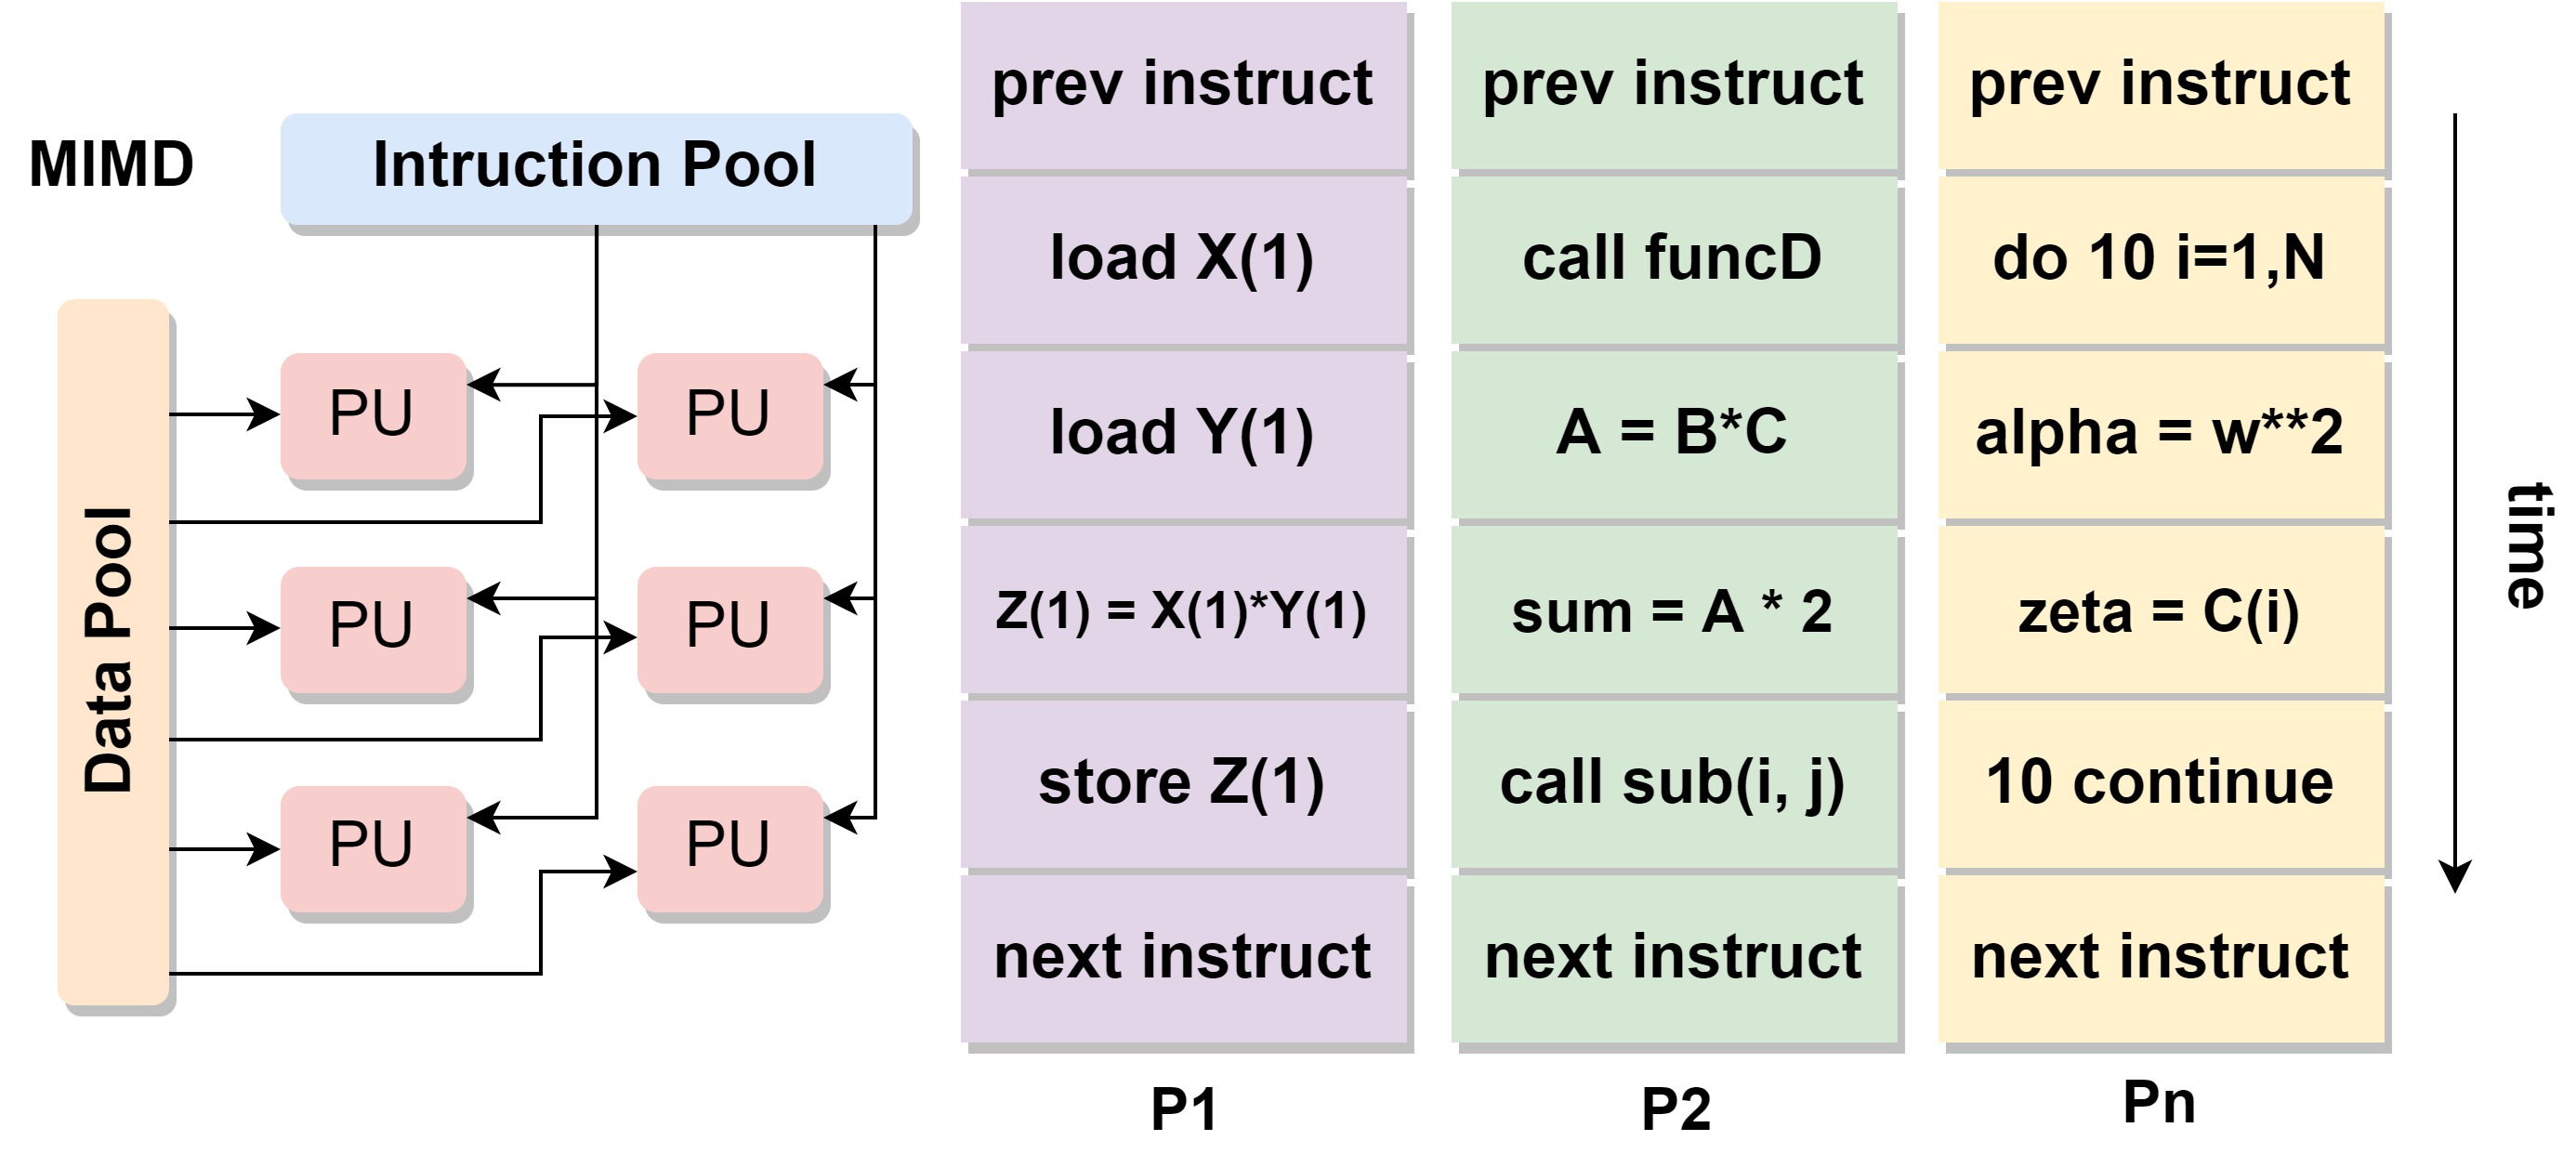 MIMD
Intruction Pool
Data Pool
PU
PU
PU
PU
PU
PU
prev instruct
load X(1)
load Y(1)
Z(1) = X(1)*Y(1)
store Z(1)
next instruct
P1
prev instruct
call funcD
A = B*C
sum = A * 2
call sub(i, j)
next instruct
P2
prev instruct
do 10 i=1,N
alpha = w**2
zeta = C(i)
10 continue
next instruct
Pn
time